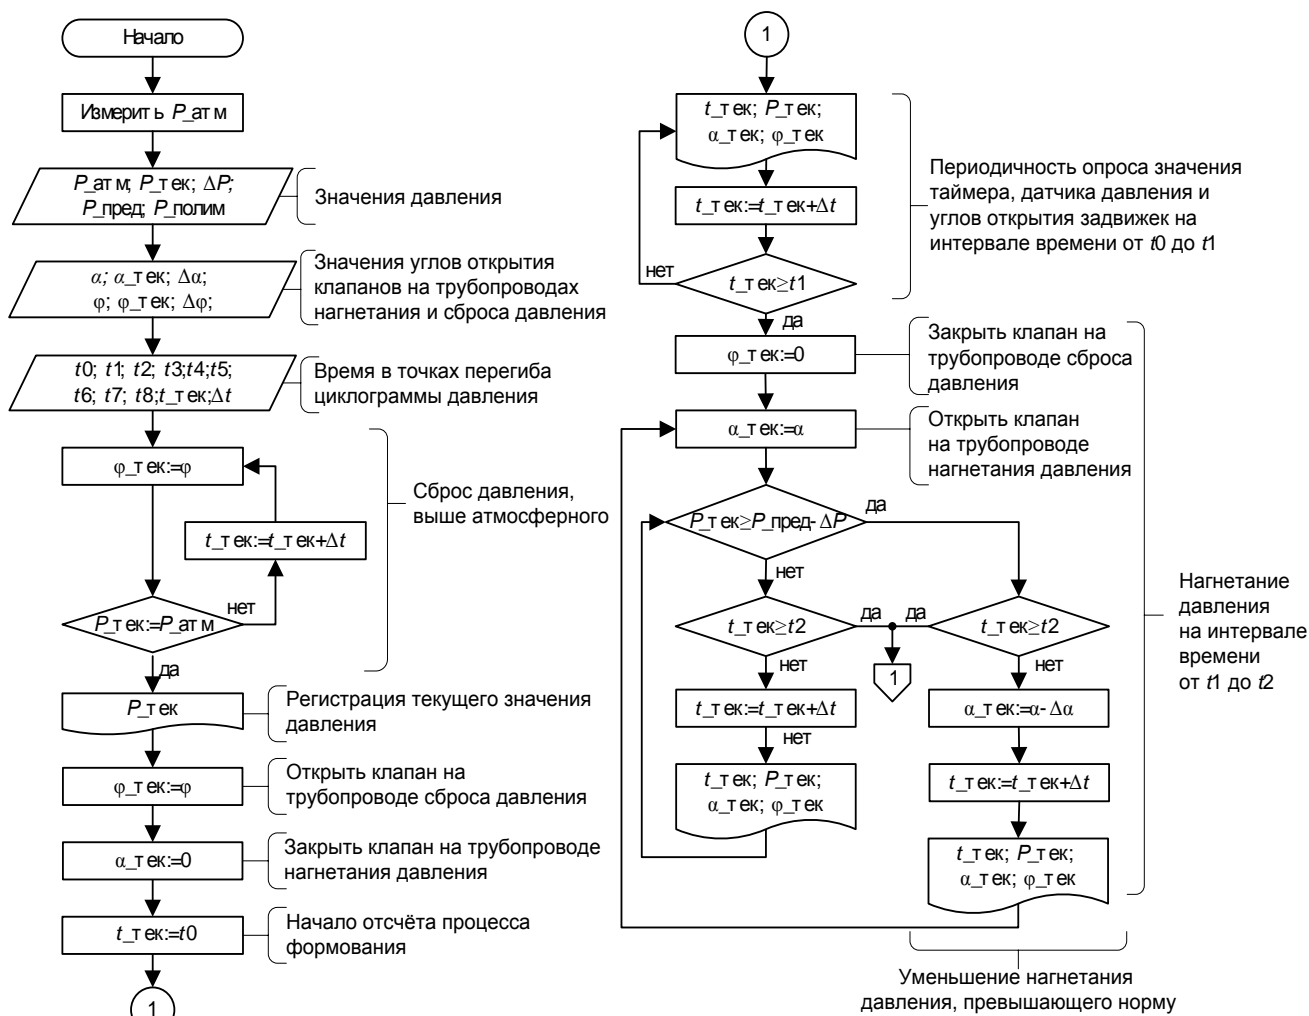 Начало
Измерить P_атм
P_атм; P_тек; ΔP;
P_пред; P_полим
Значения давления
α; α_тек; Δα;
φ; φ_тек; Δφ;
Значения углов открытия
клапанов на трубопроводах
нагнетания и сброса давления
t0; t1; t2; t3;t4;t5;
t6; t7; t8;t_тек;Δt
Время в точках перегиба
циклограммы давления
φ_тек:=φ
t_тек:=t_тек+Δt
Сброс давления,
выше атмосферного
P_тек:=P_атм
нет
да
P_тек
Регистрация текущего значения
давления
φ_тек:=φ
Открыть клапан на
трубопроводе сброса давления
α_тек:=0
Закрыть клапан на трубопроводе
нагнетания давления
t_тек:=t0
Начало отсчёта процесса
формования
1
1
t_тек; P_тек;
α_тек; φ_тек
t_тек:=t_тек+Δt
Периодичность опроса значения
таймера, датчика давления и
углов открытия задвижек на
интервале времени от t0 до t1
нет
t_тек≥t1
да
φ_тек:=0
Закрыть клапан на
трубопроводе сброса
давления
α_тек:=α
Открыть клапан
на трубопроводе
нагнетания давления
P_тек≥P_пред-ΔP
да
нет
t_тек≥t2
да
да
t_тек≥t2
нет
нет
1
t_тек:=t_тек+Δt
α_тек:=α-Δα
нет
t_тек; P_тек;
α_тек; φ_тек
t_тек:=t_тек+Δt
t_тек; P_тек;
α_тек; φ_тек
Нагнетание
давления
на интервале
времени
от t1 до t2
Уменьшение нагнетания
давления, превышающего норму